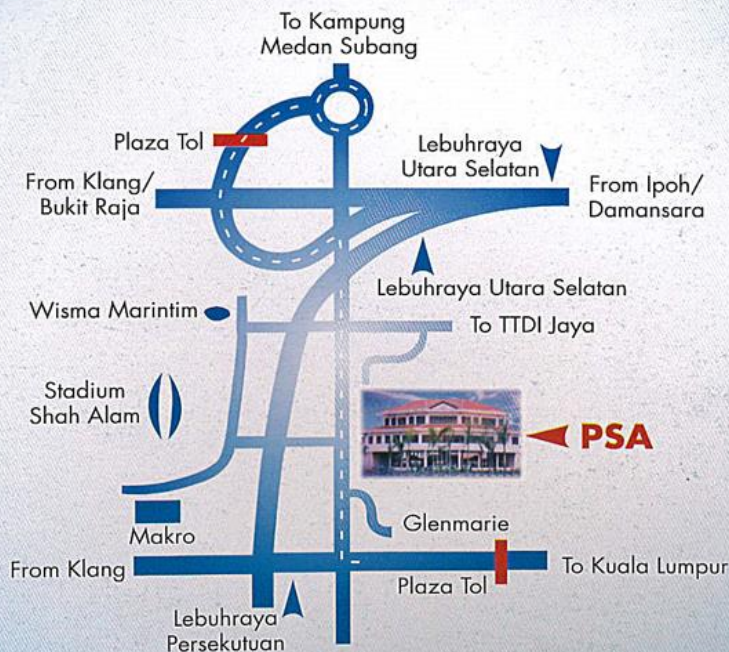 To Kampung
Medan Subang
Plaza Tol
Lebuhraya
Utara Selatan
From Klang/
Bukit Raja
From Ipoh/
Damansara
Lebuhraya Utara Selatan
Wisma Marintim
To TTDI Jaya
Stadium
Shah Alam
PSA
Glenmarie
Makro
From Klang
Plaza Tol
To Kuala Lumpur
Lebuhraya
Persekutuan